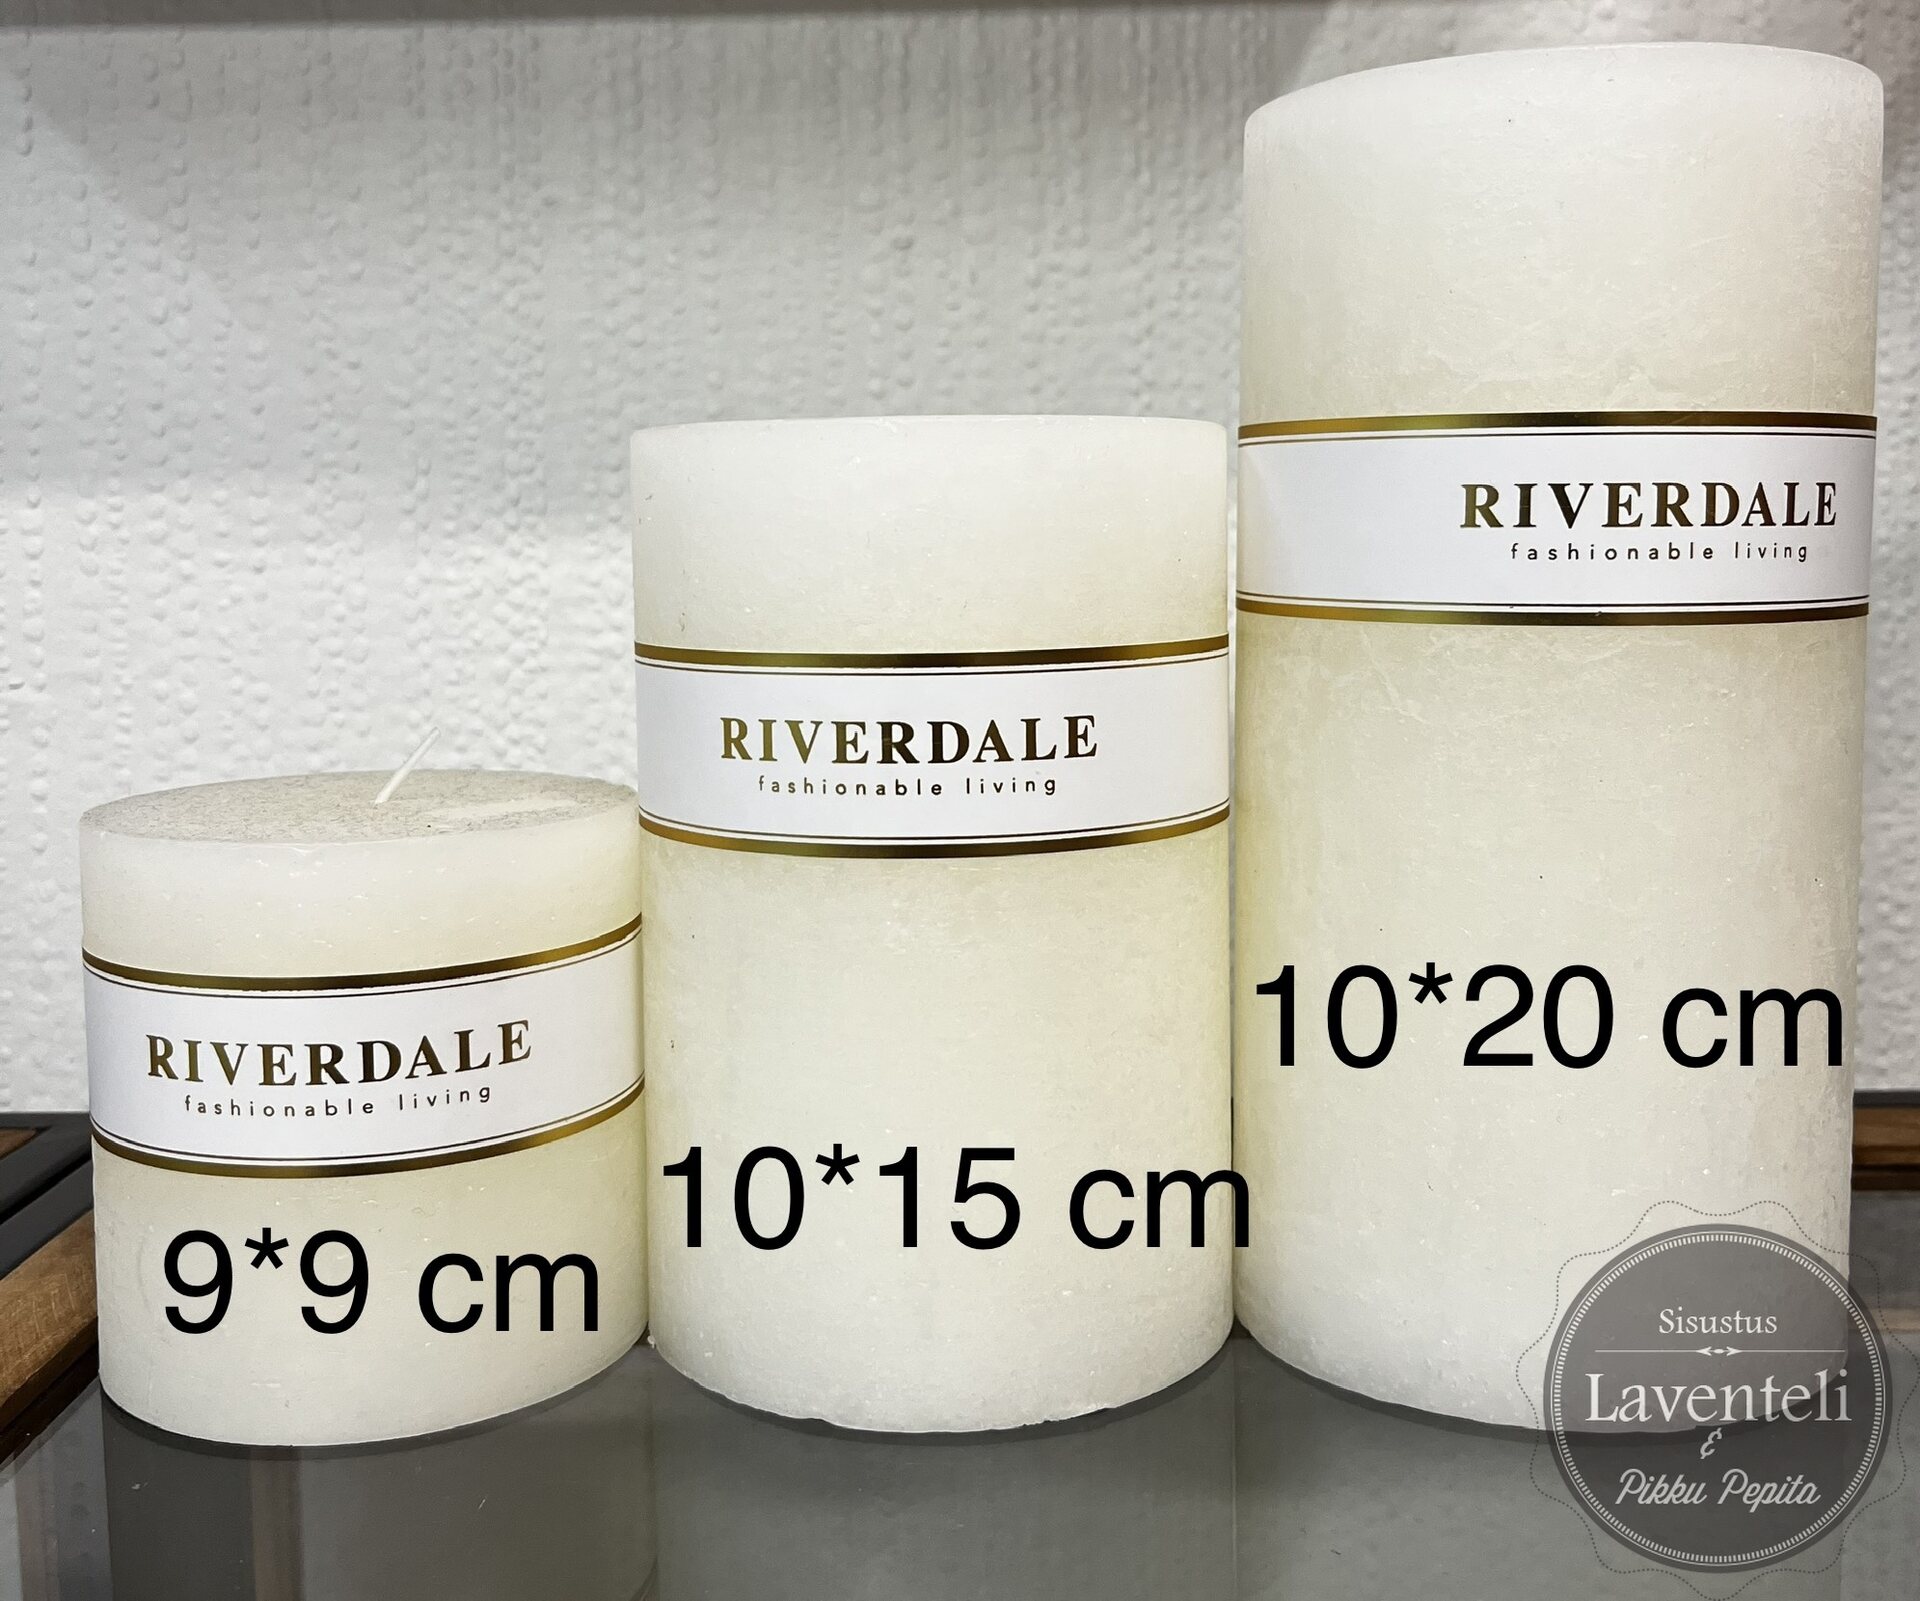 RIVERDALE
fashionable living
9*9 cm
RIVERDALE
fashionable living
10*15 cm
RIVERDALE
fashionable living
10*20 cm
Sisustus
Laventeli
&
Pikku Pepita